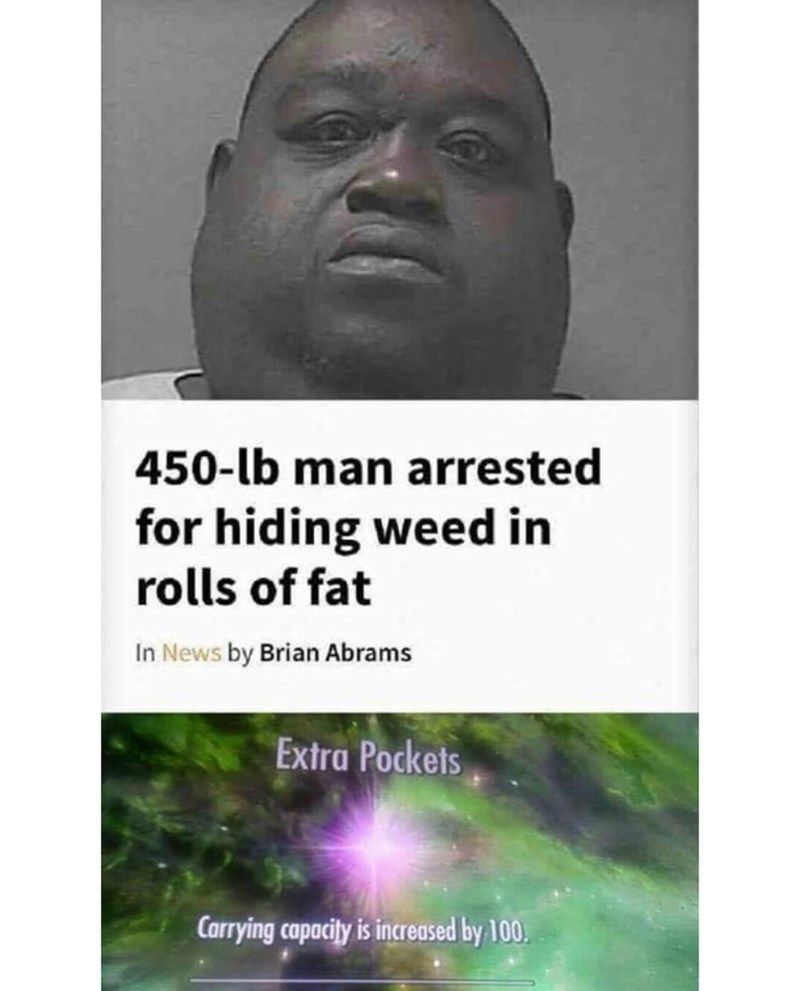 450-lb man arrested
for hiding weed in
rolls of fat
In News by Brian Abrams
Extra Pockets
Carrying capacity is increased by 100.